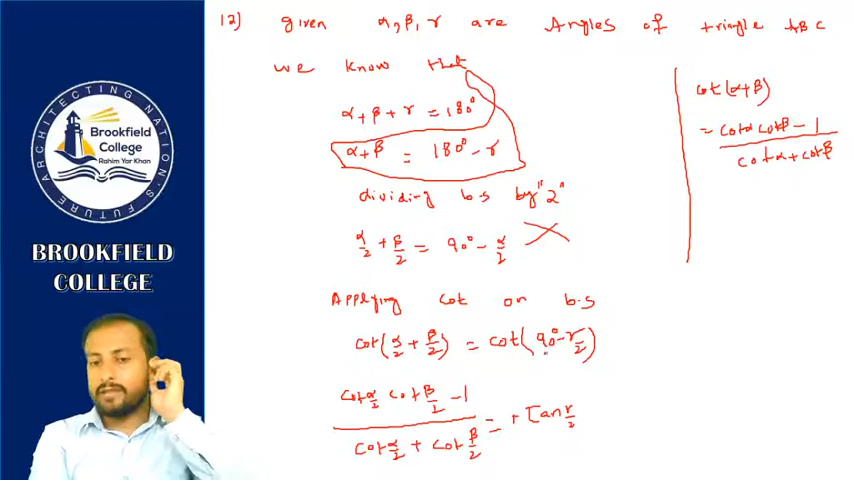 12) given α, β, r are Angles of triangle ABC
we know that
α+β+r = 180°
α+β = 180° - r
dividing b.s by "2"
α/2 + β/2 = 90° - α/2
Applying cot on b.s
cot(α/2 + β/2) = cot(90° - r/2)
cot α/2 cot β/2 - 1 / cot α/2 + cot β/2 = + Tan r/2
cot(α+β)
= cotα cotβ - 1 / cotα + cotβ
ARCHITECTING NATION'S FUTURE
Brookfield
College
Rahim Yar Khan
BROOKFIELD
COLLEGE